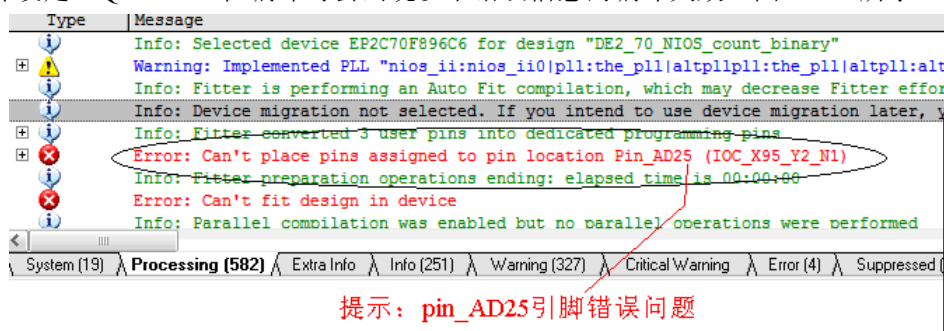 Type Message
Info: Selected device EP2C70F896C6 for design "DE2_70_NIOS_count_binary"
Warning: Implemented PLL "nios_ii:nios_ii0|pll:the_pll|altpllpll:the_pll|altpll:alt
Info: Fitter is performing an Auto Fit compilation, which may decrease Fitter effor
Info: Device migration not selected. If you intend to use device migration later, y
Info: Fitter converted 3 user pins into dedicated programming pins
Error: Can't place pins assigned to pin location Pin_AD25 (IOC_X95_Y2_N1)
Info: Fitter preparation operations ending: elapsed time is 00:00:00
Error: Can't fit design in device
Info: Parallel compilation was enabled but no parallel operations were performed
System (19) Processing (582) Extra Info Info (251) Warning (327) Critical Warning Error (4) Suppressed (
提示：pin_AD25引脚错误问题